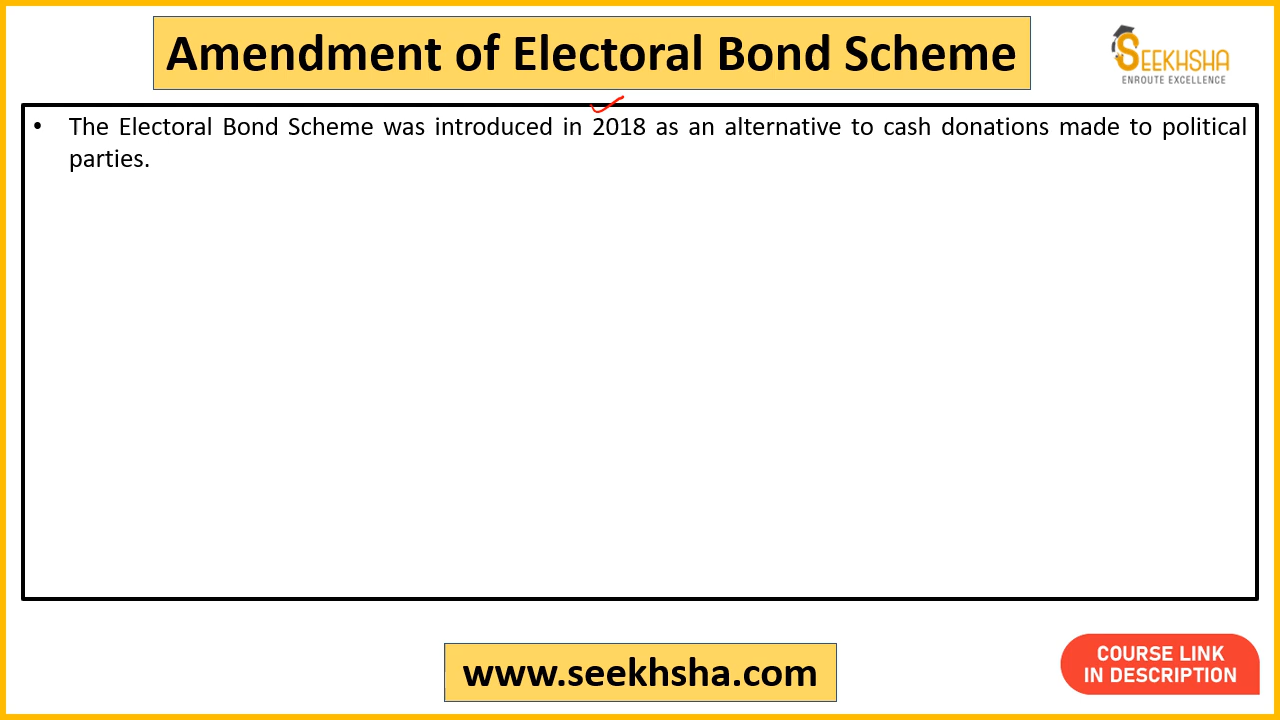 Amendment of Electoral Bond Scheme
SEEKHSHA
ENROUTE EXCELLENCE
• The Electoral Bond Scheme was introduced in 2018 as an alternative to cash donations made to political
parties.
www.seekhsha.com
COURSE LINK
IN DESCRIPTION